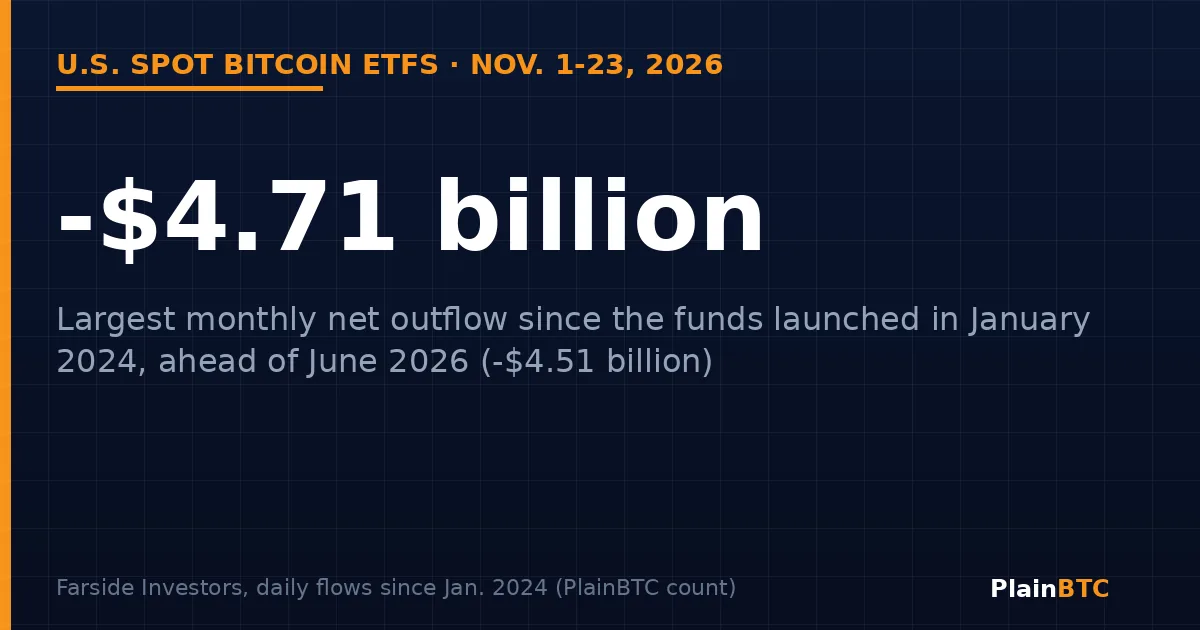 U.S. SPOT BITCOIN ETFS · NOV. 1-23, 2026
-$4.71 billion
Largest monthly net outflow since the funds launched in January
2024, ahead of June 2026 (-$4.51 billion)
Farside Investors, daily flows since Jan. 2024 (PlainBTC count)
PlainBTC